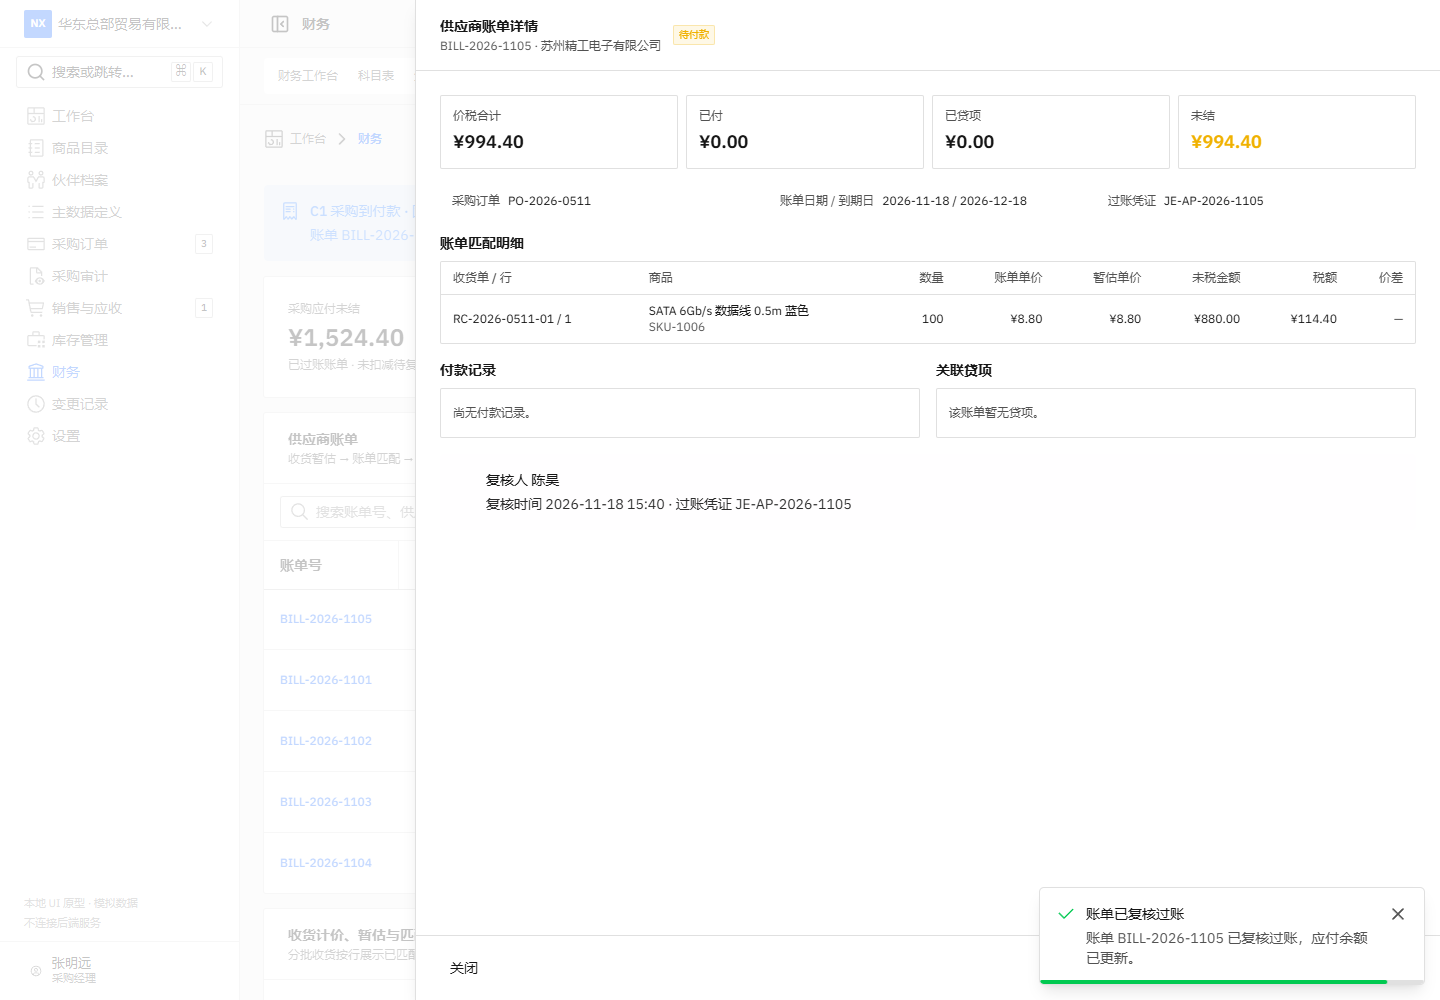 NX 华东总部贸易有限...
搜索或跳转... ⌘ K
工作台
商品目录
伙伴档案
主数据定义
采购订单 3
采购审计
销售与应收 1
库存管理
财务
变更记录
设置
本地 UI 原型 · 模拟数据
不连接后端服务
张明远
采购经理
财务
财务工作台 科目表
工作台 财务
C1 采购到付款 ·
账单 BILL-2026-
采购应付未结
¥1,524.40
已过账账单 · 未扣减待复
供应商账单
收货暂估 → 账单匹配 →
搜索账单号、供
账单号
BILL-2026-1105
BILL-2026-1101
BILL-2026-1102
BILL-2026-1103
BILL-2026-1104
收货计价、暂估与匹
分批收货按行展示已匹配
供应商账单详情
BILL-2026-1105 · 苏州精工电子有限公司
待付款
价税合计 已付 已贷项 未结
¥994.40 ¥0.00 ¥0.00 ¥994.40
采购订单 PO-2026-0511 账单日期 / 到期日 2026-11-18 / 2026-12-18 过账凭证 JE-AP-2026-1105
账单匹配明细
收货单 / 行 商品 数量 账单单价 暂估单价 未税金额 税额 价差
RC-2026-0511-01 / 1 SATA 6Gb/s 数据线 0.5m 蓝色 100 ¥8.80 ¥8.80 ¥880.00 ¥114.40 —
SKU-1006
付款记录 关联贷项
尚无付款记录。 该账单暂无贷项。
复核人 陈昊
复核时间 2026-11-18 15:40 · 过账凭证 JE-AP-2026-1105
关闭
账单已复核过账
账单 BILL-2026-1105 已复核过账，应付余额
已更新。